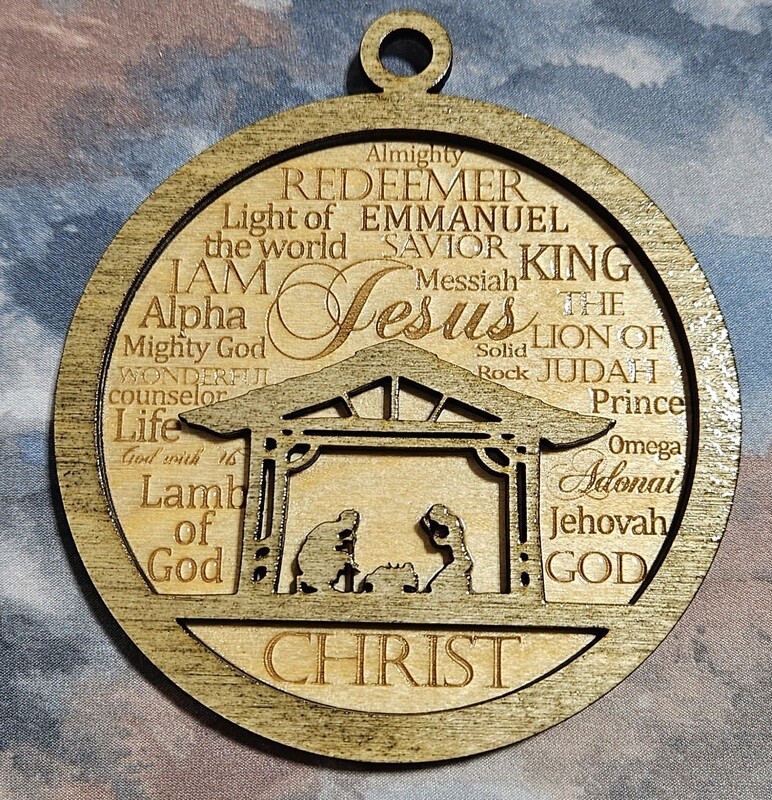 Almighty
REDEEMER
Light of
the world
EMMANUEL
SAVIOR
KING
I AM
Jesus
Messiah
Alpha
THE
LION OF
JUDAH
Mighty God
Solid
Rock
WONDERFUL
counselor
Prince
Life
God with us
Omega
Adonai
Lamb
of
God
Jehovah
GOD
CHRIST